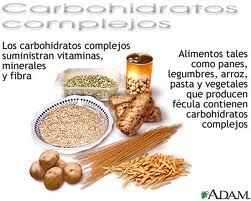 Carbohidratos
complejos
Los carbohidratos complejos
suministran vitaminas,
minerales
y fibra
Alimentos tales
como panes,
legumbres, arroz,
pasta y vegetales
que producen
fécula contienen
carbohidratos
complejos
ADAM.